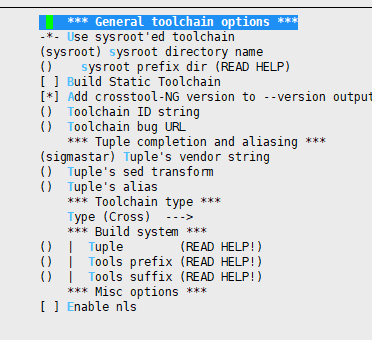 *** General toolchain options ***
-*- Use sysroot'ed toolchain
(sysroot) sysroot directory name
()    sysroot prefix dir (READ HELP)
[ ] Build Static Toolchain
[*] Add crosstool-NG version to --version output
()  Toolchain ID string
()  Toolchain bug URL
*** Tuple completion and aliasing ***
(sigmastar) Tuple's vendor string
()  Tuple's sed transform
()  Tuple's alias
*** Toolchain type ***
Type (Cross)  --->
*** Build system ***
()  |  Tuple        (READ HELP!)
()  |  Tools prefix (READ HELP!)
()  |  Tools suffix (READ HELP!)
*** Misc options ***
[ ] Enable nls